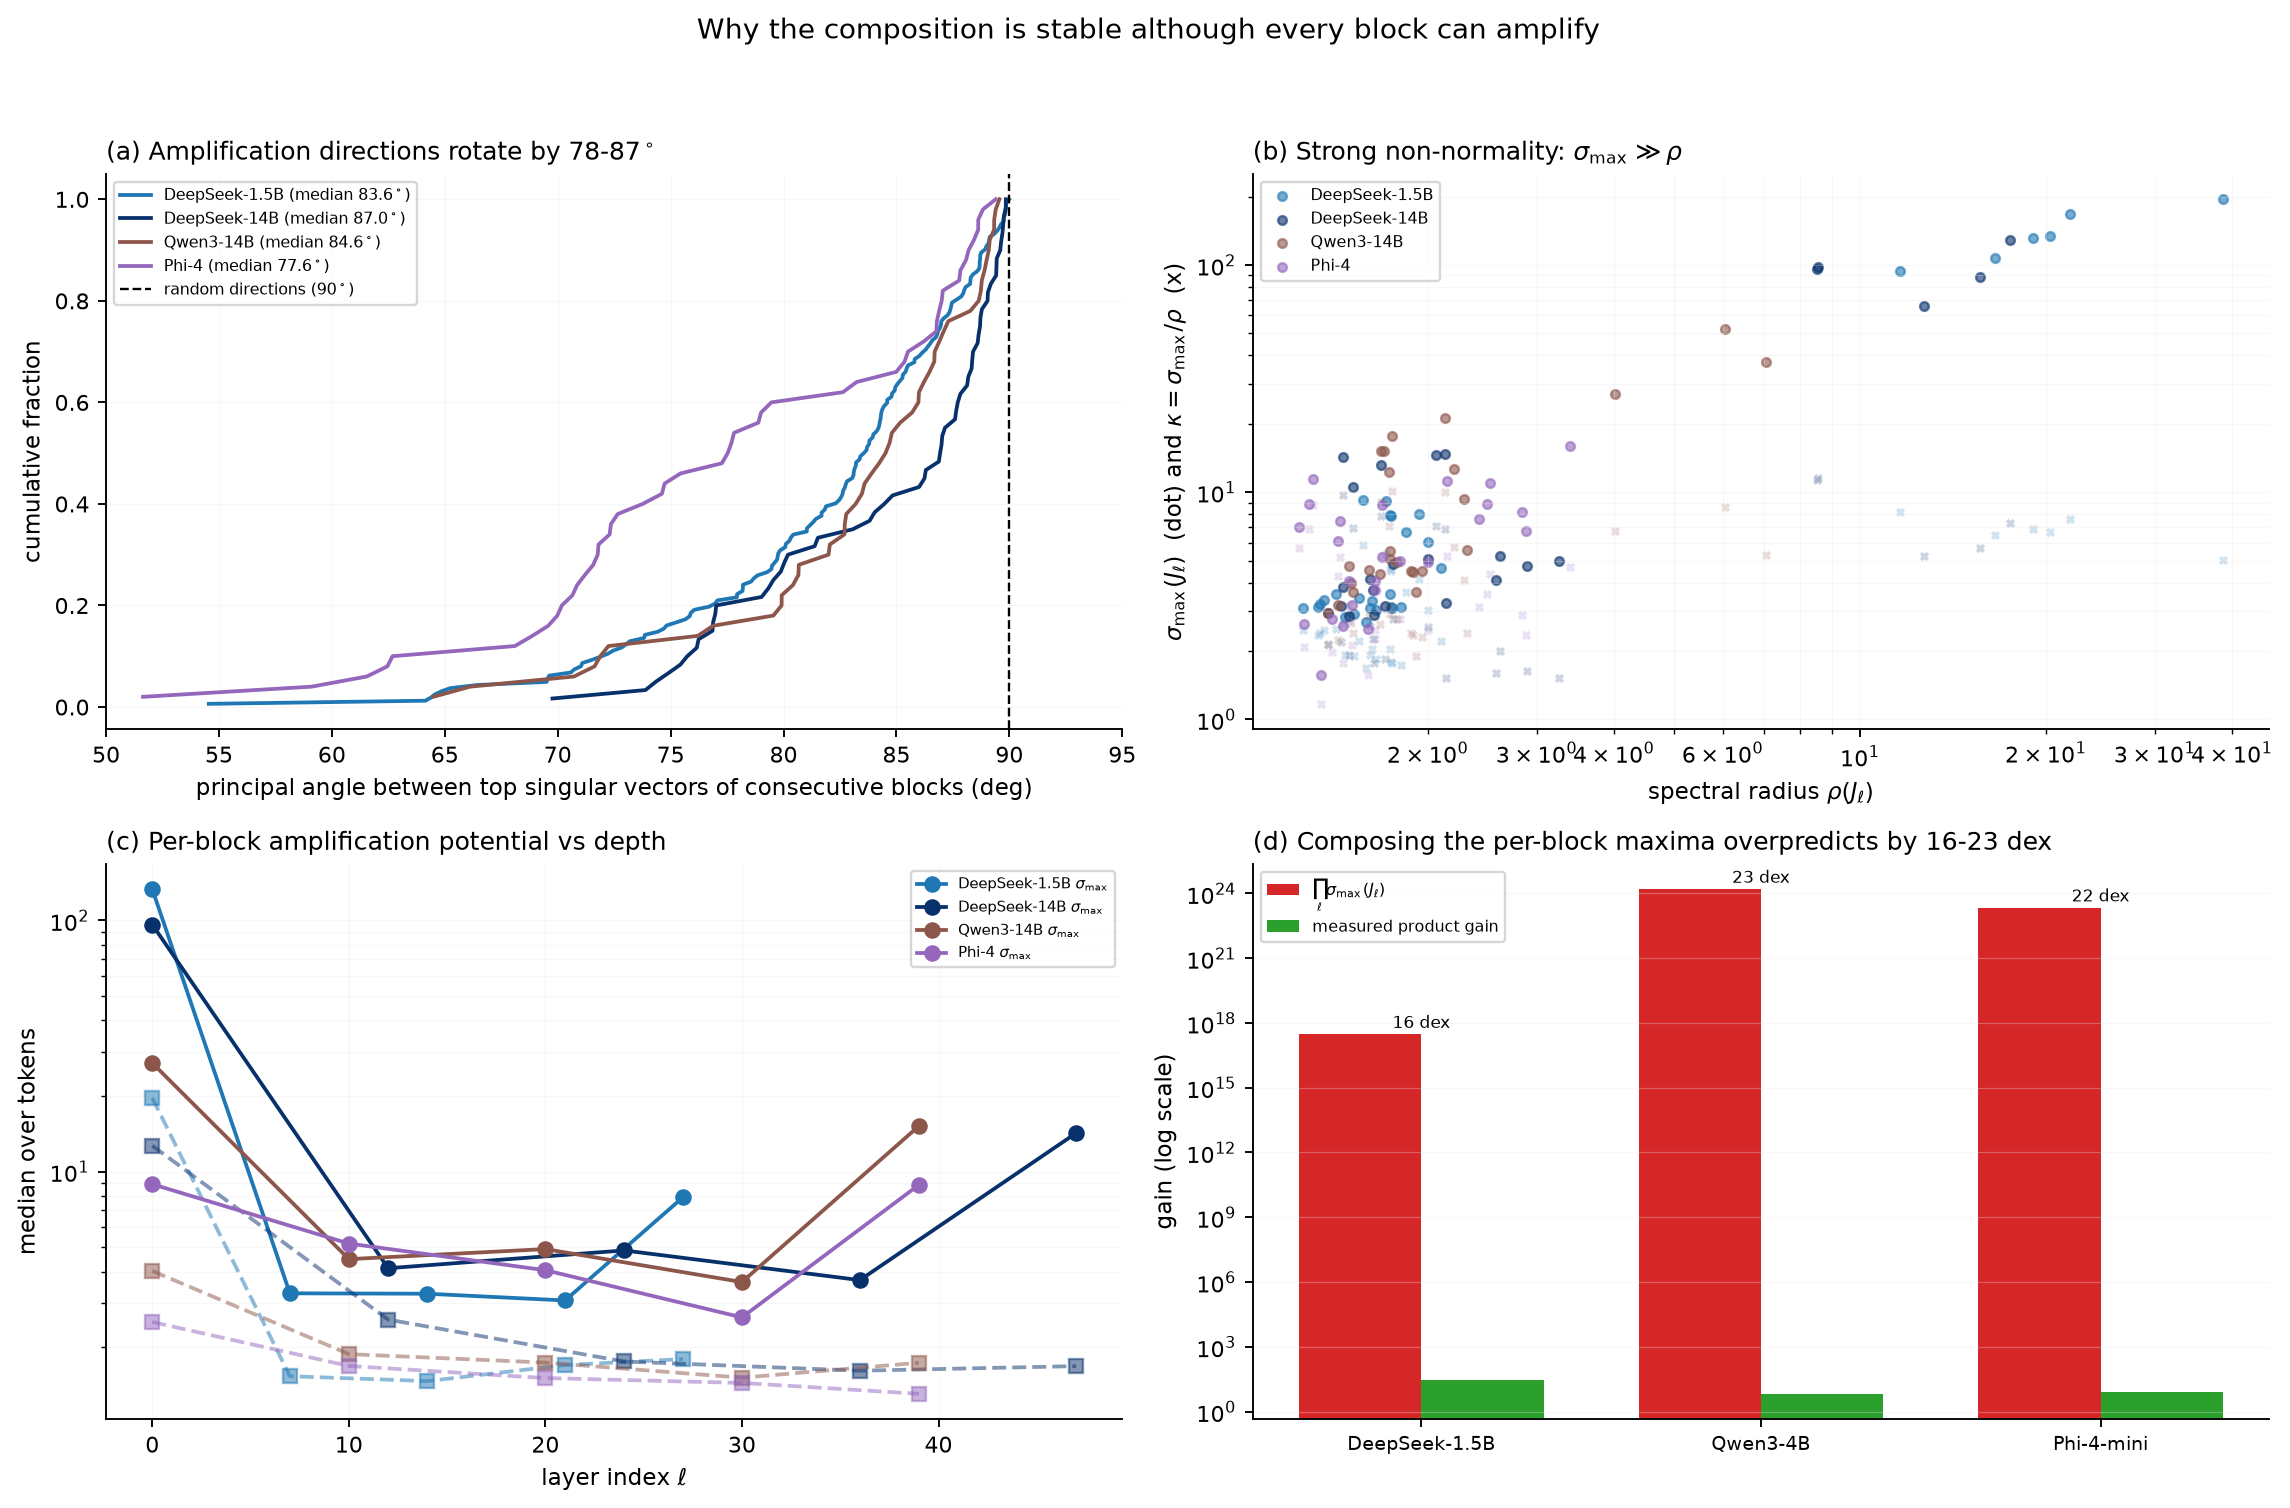 Why the composition is stable although every block can amplify
(a) Amplification directions rotate by 78-87°
DeepSeek-1.5B (median 83.6°)
DeepSeek-14B (median 87.0°)
Qwen3-14B (median 84.6°)
Phi-4 (median 77.6°)
random directions (90°)
cumulative fraction
1.0
0.8
0.6
0.4
0.2
0.0
50 55 60 65 70 75 80 85 90 95
principal angle between top singular vectors of consecutive blocks (deg)
(b) Strong non-normality: σmax ≫ ρ
DeepSeek-1.5B
DeepSeek-14B
Qwen3-14B
Phi-4
σmax(Jℓ) (dot) and κ = σmax/ρ (x)
10²
10¹
10⁰
2 × 10⁰ 3 × 10⁰ 4 × 10⁰ 6 × 10⁰ 10¹ 2 × 10¹ 3 × 10¹ 4 × 10¹
spectral radius ρ(Jℓ)
(c) Per-block amplification potential vs depth
DeepSeek-1.5B σmax
DeepSeek-14B σmax
Qwen3-14B σmax
Phi-4 σmax
median over tokens
10²
10¹
0 10 20 30 40
layer index ℓ
(d) Composing the per-block maxima overpredicts by 16-23 dex
∏ℓ σmax(Jℓ)
measured product gain
16 dex
23 dex
22 dex
gain (log scale)
10²⁴
10²¹
10¹⁸
10¹⁵
10¹²
10⁹
10⁶
10³
10⁰
DeepSeek-1.5B Qwen3-4B Phi-4-mini